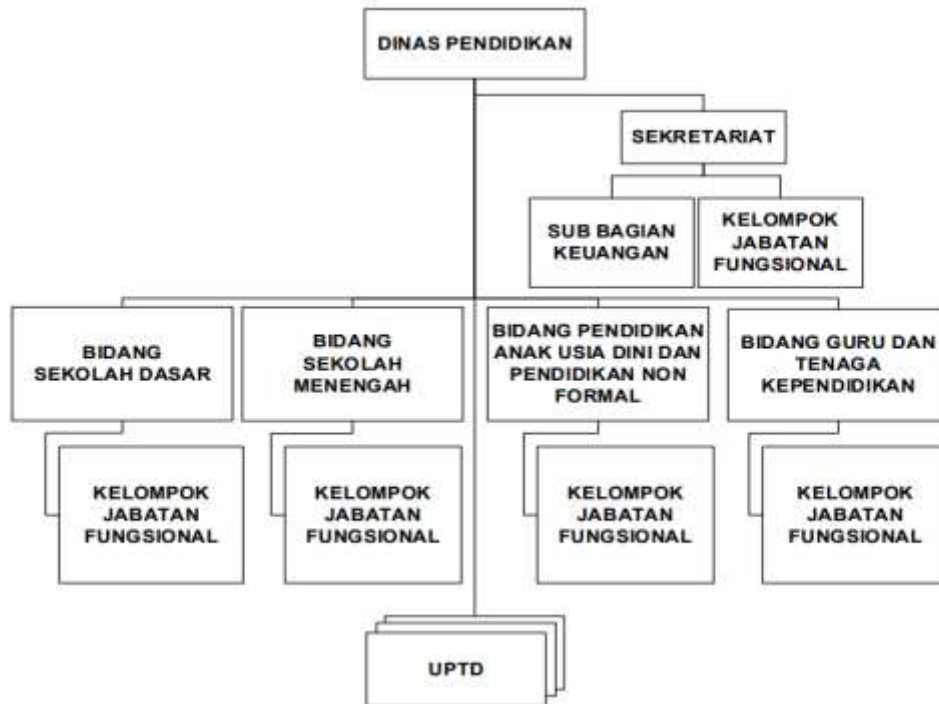 DINAS PENDIDIKAN
SEKRETARIAT
SUB BAGIAN
KEUANGAN
KELOMPOK
JABATAN
FUNGSIONAL
BIDANG
SEKOLAH DASAR
BIDANG
SEKOLAH
MENENGAH
BIDANG PENDIDIKAN
ANAK USIA DINI DAN
PENDIDIKAN NON
FORMAL
BIDANG GURU DAN
TENAGA
KEPENDIDIKAN
KELOMPOK
JABATAN
FUNGSIONAL
KELOMPOK
JABATAN
FUNGSIONAL
KELOMPOK
JABATAN
FUNGSIONAL
KELOMPOK
JABATAN
FUNGSIONAL
UPTD